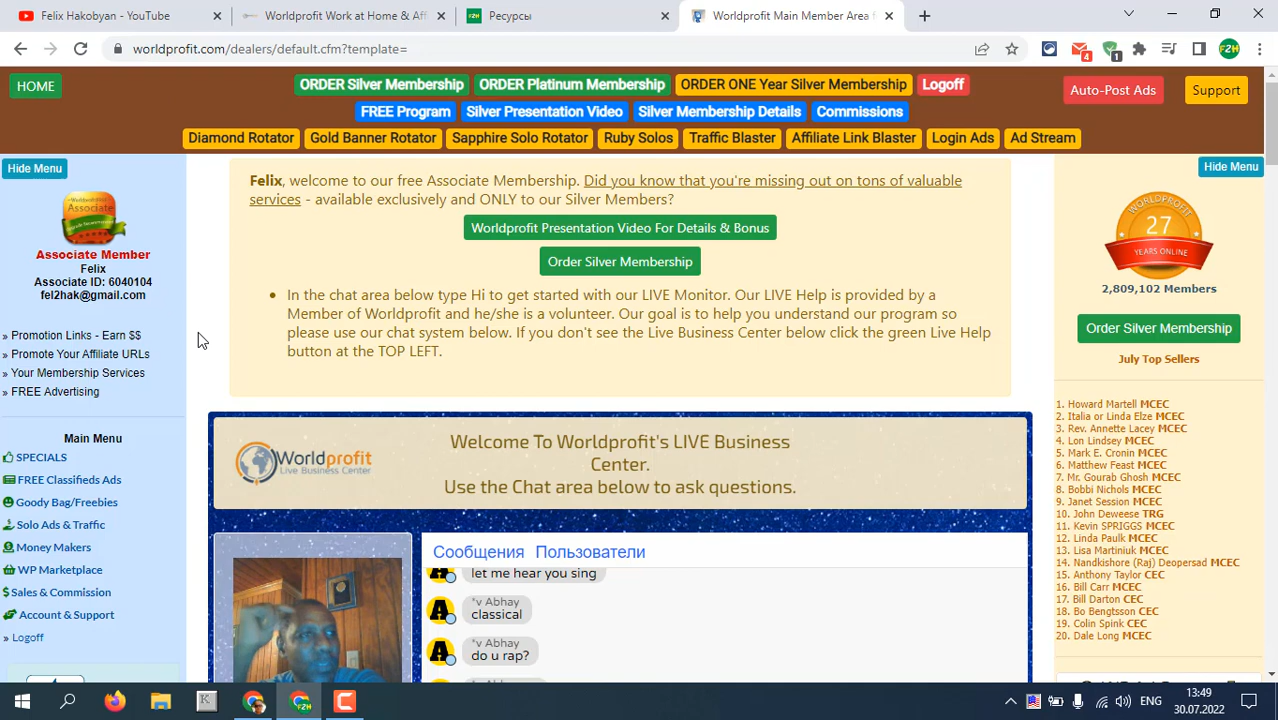 Felix Hakobyan - YouTube
Worldprofit Work at Home & Aff
Ресурсы
Worldprofit Main Member Area f
worldprofit.com/dealers/default.cfm?template=
4
1
F2H
HOME
ORDER Silver Membership
ORDER Platinum Membership
ORDER ONE Year Silver Membership
Logoff
Auto-Post Ads
Support
FREE Program
Silver Presentation Video
Silver Membership Details
Commissions
Diamond Rotator
Gold Banner Rotator
Sapphire Solo Rotator
Ruby Solos
Traffic Blaster
Affiliate Link Blaster
Login Ads
Ad Stream
Hide Menu
Associate
Associate Member
Felix
Associate ID: 6040104
fel2hak@gmail.com
» Promotion Links - Earn $$
» Promote Your Affiliate URLs
» Your Membership Services
» FREE Advertising
Main Menu
SPECIALS
FREE Classifieds Ads
Goody Bag/Freebies
Solo Ads & Traffic
Money Makers
WP Marketplace
Sales & Commission
Account & Support
» Logoff
Felix, welcome to our free Associate Membership. Did you know that you're missing out on tons of valuable
services - available exclusively and ONLY to our Silver Members?
Worldprofit Presentation Video For Details & Bonus
Order Silver Membership
In the chat area below type Hi to get started with our LIVE Monitor. Our LIVE Help is provided by a
Member of Worldprofit and he/she is a volunteer. Our goal is to help you understand our program so
please use our chat system below. If you don't see the Live Business Center below click the green Live Help
button at the TOP LEFT.
Worldprofit
Live Business Center
Welcome To Worldprofit's LIVE Business
Center.
Use the Chat area below to ask questions.
Сообщения Пользователи
let me hear you sing
*v Abhay
classical
*v Abhay
do u rap?
Hide Menu
WORLDPROFIT
27
YEARS ONLINE
2,809,102 Members
Order Silver Membership
July Top Sellers
1. Howard Martell MCEC
2. Italia or Linda Elze MCEC
3. Rev. Annette Lacey MCEC
4. Lon Lindsey MCEC
5. Mark E. Cronin MCEC
6. Matthew Feast MCEC
7. Mr. Gourab Ghosh MCEC
8. Bobbi Nichols MCEC
9. Janet Session MCEC
10. John Deweese TRG
11. Kevin SPRIGGS MCEC
12. Linda Paulk MCEC
13. Lisa Martiniuk MCEC
14. Nandkishore (Raj) Deopersad MCEC
15. Anthony Taylor CEC
16. Bill Carr MCEC
17. Bill Darton CEC
18. Bo Bengtsson CEC
19. Colin Spink CEC
20. Dale Long MCEC
ENG
13:49
30.07.2022